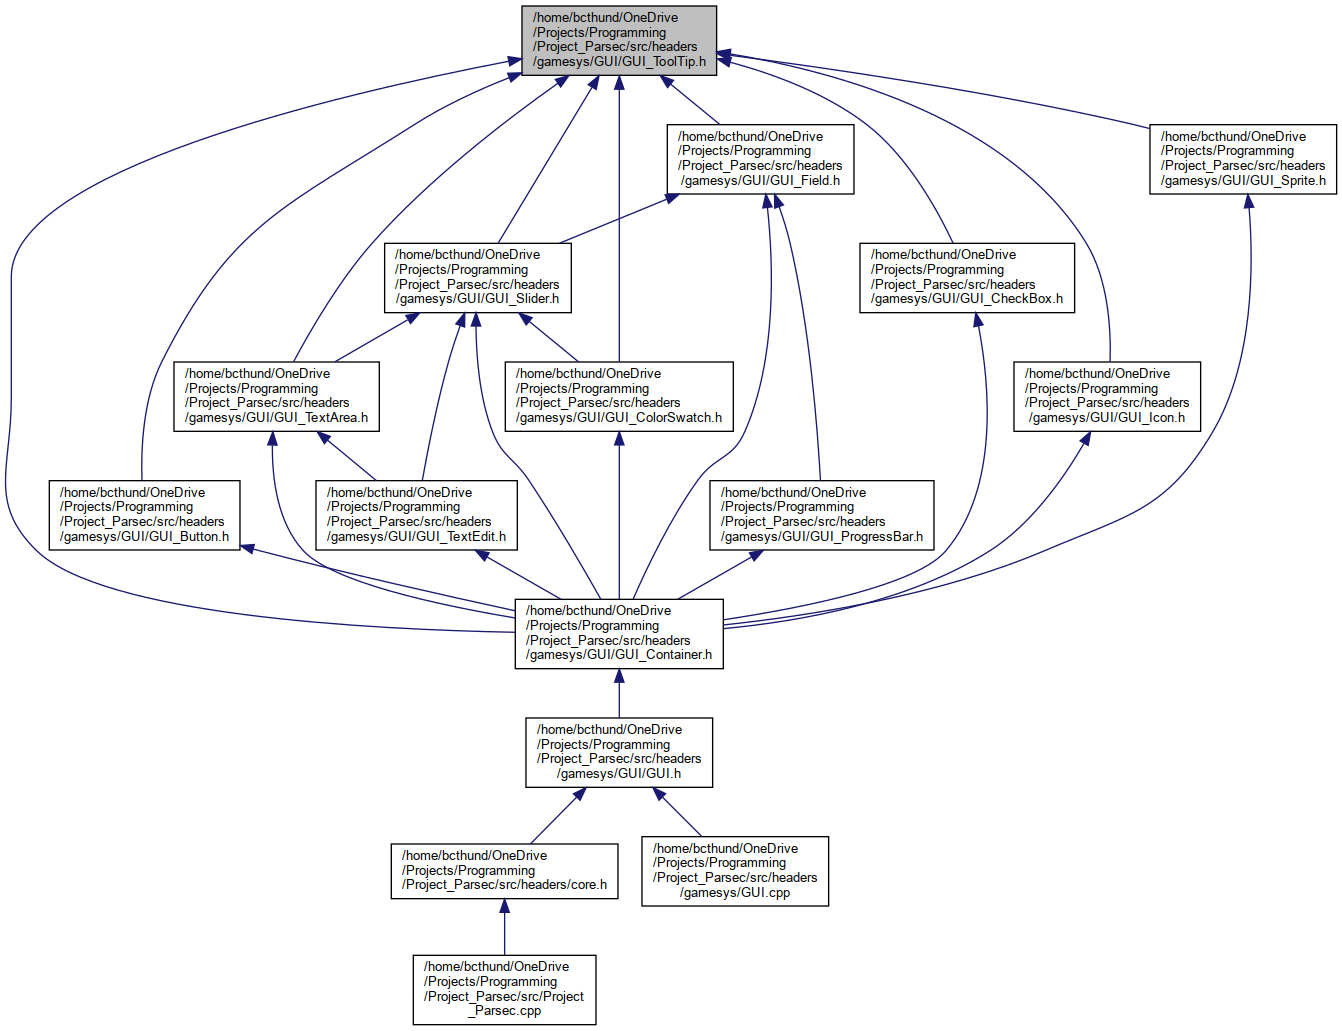 /home/bcthund/OneDrive
/Projects/Programming
/Project_Parsec/src/headers
/gamesys/GUI/GUI_ToolTip.h
/home/bcthund/OneDrive
/Projects/Programming
/Project_Parsec/src/headers
/gamesys/GUI/GUI_Field.h
/home/bcthund/OneDrive
/Projects/Programming
/Project_Parsec/src/headers
/gamesys/GUI/GUI_Sprite.h
/home/bcthund/OneDrive
/Projects/Programming
/Project_Parsec/src/headers
/gamesys/GUI/GUI_Slider.h
/home/bcthund/OneDrive
/Projects/Programming
/Project_Parsec/src/headers
/gamesys/GUI/GUI_CheckBox.h
/home/bcthund/OneDrive
/Projects/Programming
/Project_Parsec/src/headers
/gamesys/GUI/GUI_TextArea.h
/home/bcthund/OneDrive
/Projects/Programming
/Project_Parsec/src/headers
/gamesys/GUI/GUI_ColorSwatch.h
/home/bcthund/OneDrive
/Projects/Programming
/Project_Parsec/src/headers
/gamesys/GUI/GUI_Icon.h
/home/bcthund/OneDrive
/Projects/Programming
/Project_Parsec/src/headers
/gamesys/GUI/GUI_Button.h
/home/bcthund/OneDrive
/Projects/Programming
/Project_Parsec/src/headers
/gamesys/GUI/GUI_TextEdit.h
/home/bcthund/OneDrive
/Projects/Programming
/Project_Parsec/src/headers
/gamesys/GUI/GUI_ProgressBar.h
/home/bcthund/OneDrive
/Projects/Programming
/Project_Parsec/src/headers
/gamesys/GUI/GUI_Container.h
/home/bcthund/OneDrive
/Projects/Programming
/Project_Parsec/src/headers
/gamesys/GUI/GUI.h
/home/bcthund/OneDrive
/Projects/Programming
/Project_Parsec/src/headers/core.h
/home/bcthund/OneDrive
/Projects/Programming
/Project_Parsec/src/headers
/gamesys/GUI.cpp
/home/bcthund/OneDrive
/Projects/Programming
/Project_Parsec/src/Project
_Parsec.cpp